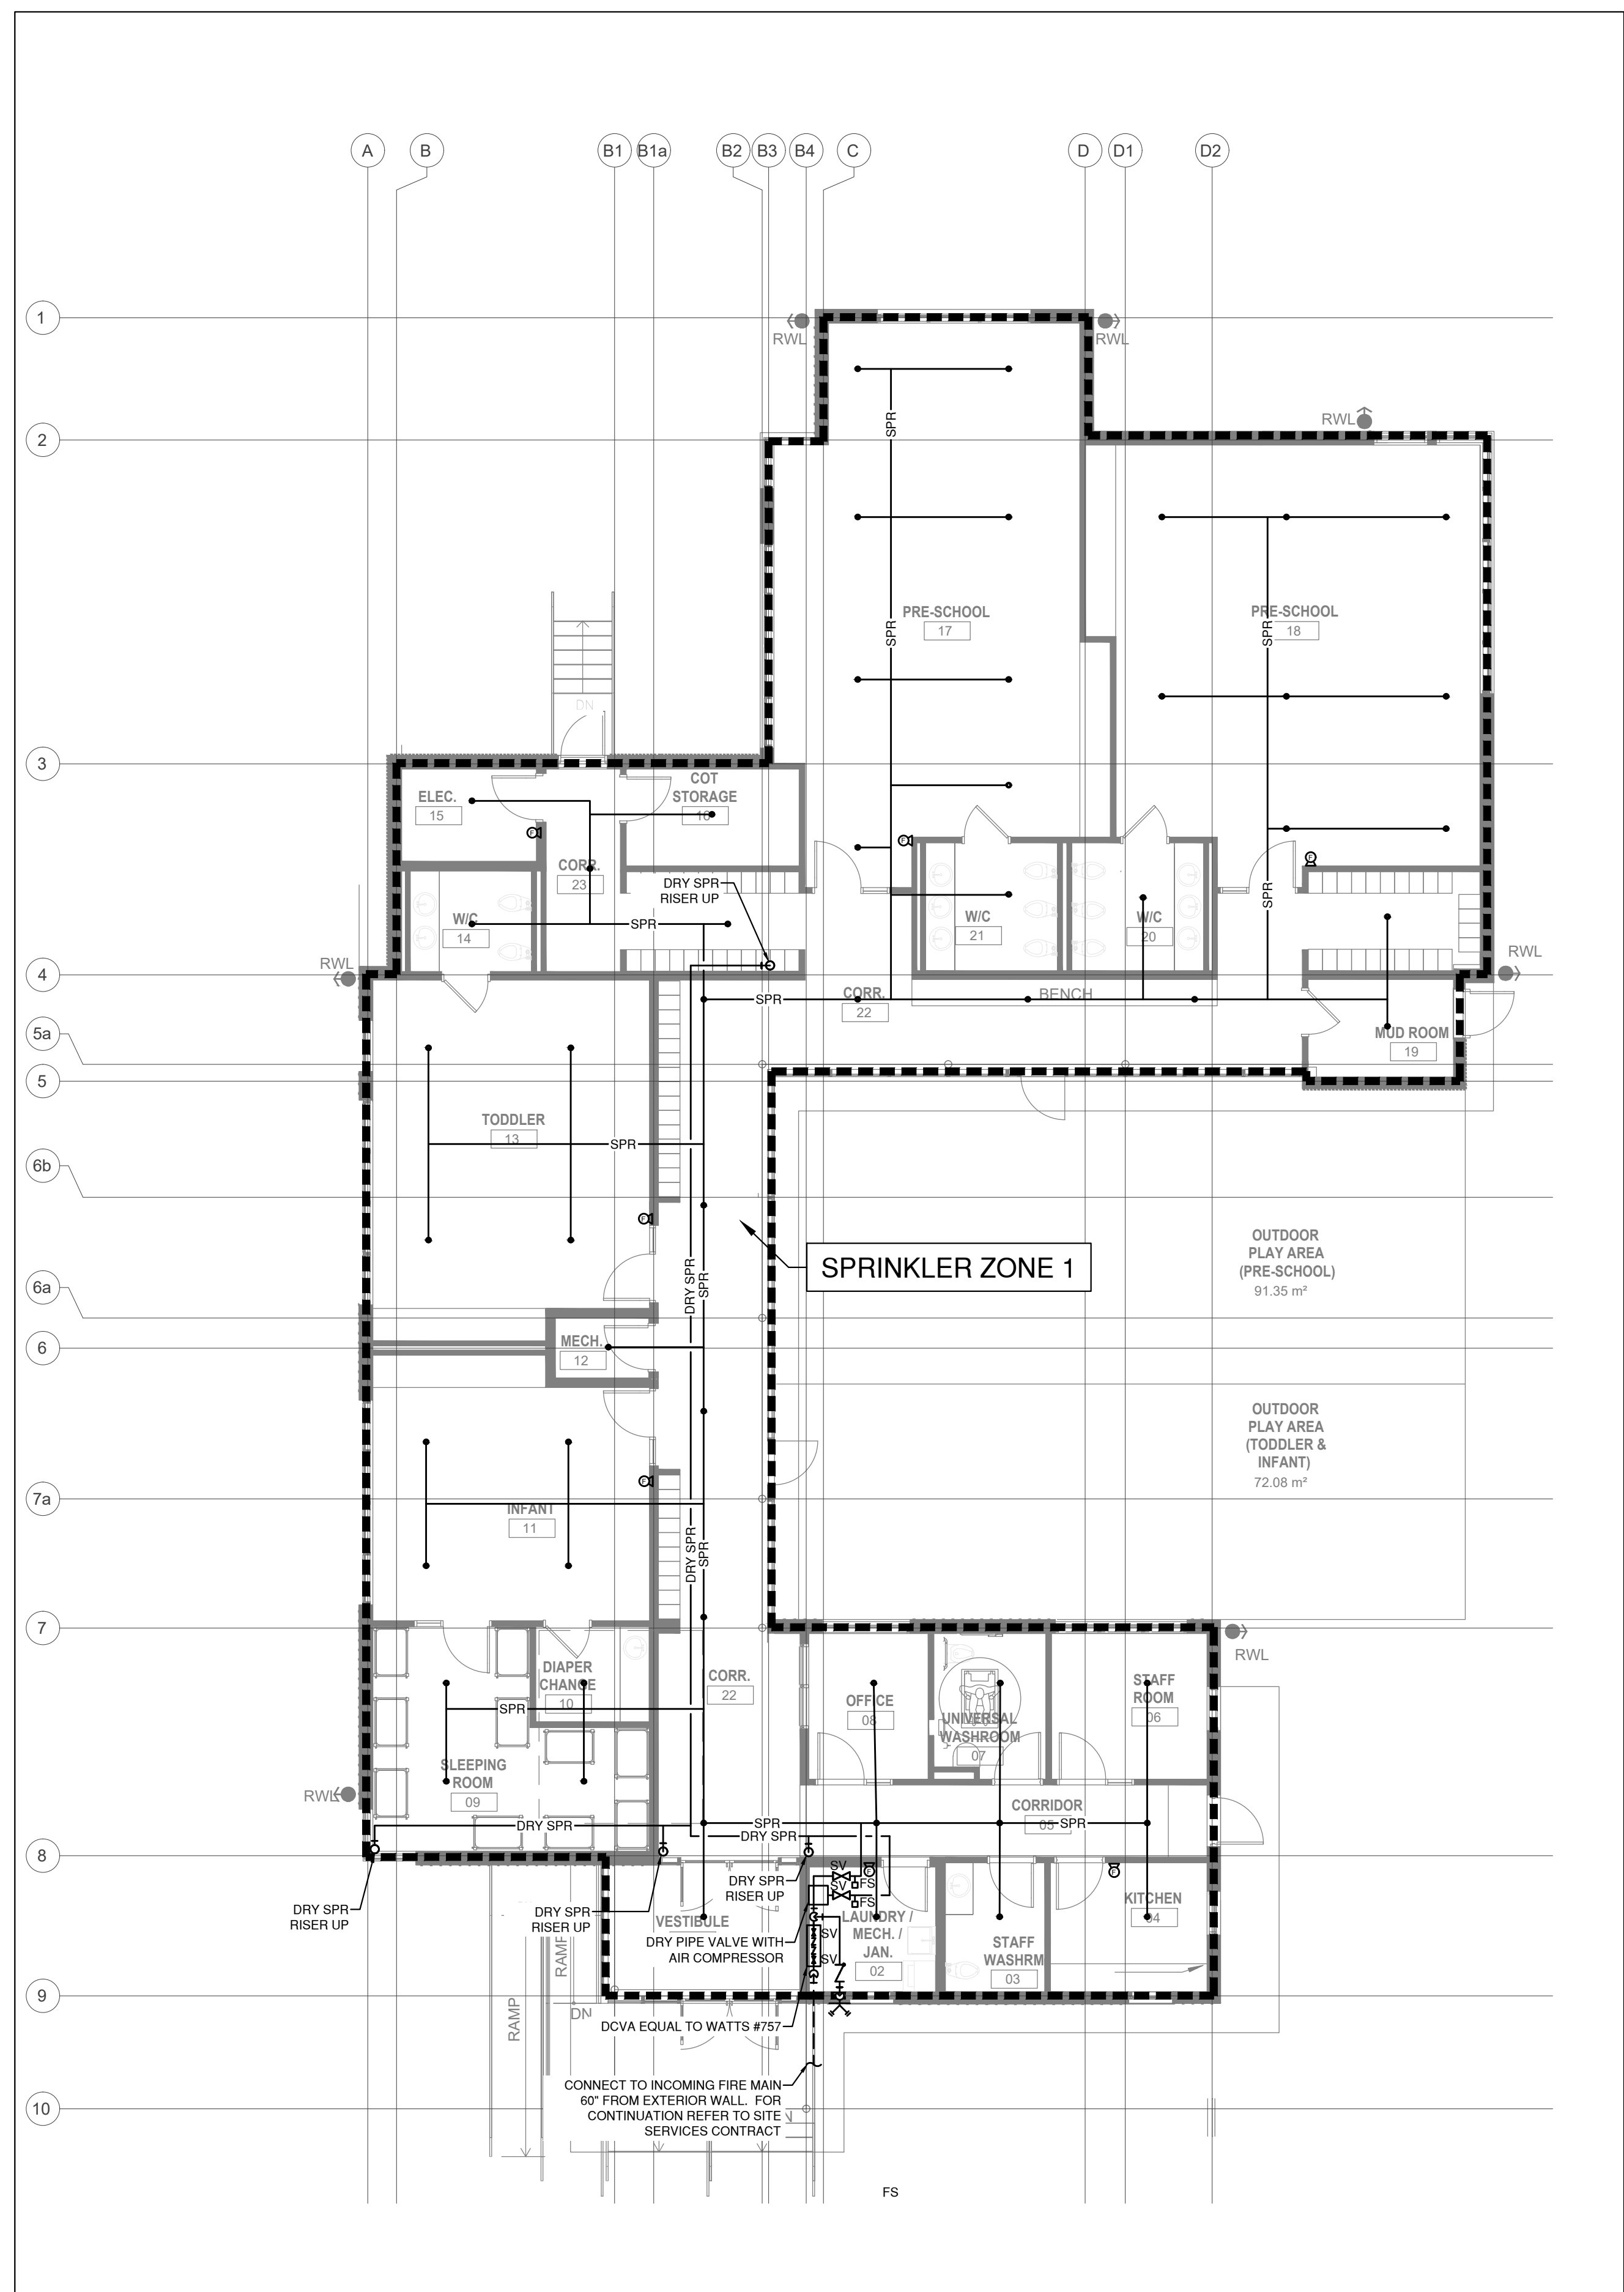 A
B
B1
B1a
B2
B3
B4
C
D
D1
D2
1
RWL
RWL
SPR
2
RWL
PRE-SCHOOL
17
SPR
PRE-SCHOOL
18
SPR
DN
3
COT
STORAGE
16
ELEC.
15
F
F
F
CORR.
23
DRY SPR
RISER UP
SPR
W/C
14
SPR
W/C
21
W/C
20
RWL
4
RWL
SPR
CORR.
22
BENCH
5a
MUD ROOM
19
5
TODDLER
13
SPR
6b
F
OUTDOOR
PLAY AREA
(PRE-SCHOOL)
91.35 m²
SPRINKLER ZONE 1
DRY SPR
SPR
6a
6
MECH.
12
OUTDOOR
PLAY AREA
(TODDLER &
INFANT)
72.08 m²
F
7a
INFANT
11
DRY SPR
SPR
7
RWL
DIAPER
CHANGE
10
CORR.
22
OFFICE
08
UNIVERSAL
WASHROOM
07
STAFF
ROOM
06
SPR
SLEEPING
ROOM
09
RWL
CORRIDOR
05
SPR
SPR
DRY SPR
DRY SPR
8
DRY SPR
RISER UP
DRY SPR
RISER UP
DRY SPR
RISER UP
SV
F
FS
SV
FS
F
VESTIBULE
KITCHEN
04
LAUNDRY /
MECH. /
JAN.
02
DRY PIPE VALVE WITH
AIR COMPRESSOR
SV
SV
STAFF
WASHRM
03
RAMP
RAMP
9
DN
DCVA EQUAL TO WATTS #757
CONNECT TO INCOMING FIRE MAIN
60" FROM EXTERIOR WALL. FOR
CONTINUATION REFER TO SITE
SERVICES CONTRACT
10
FS